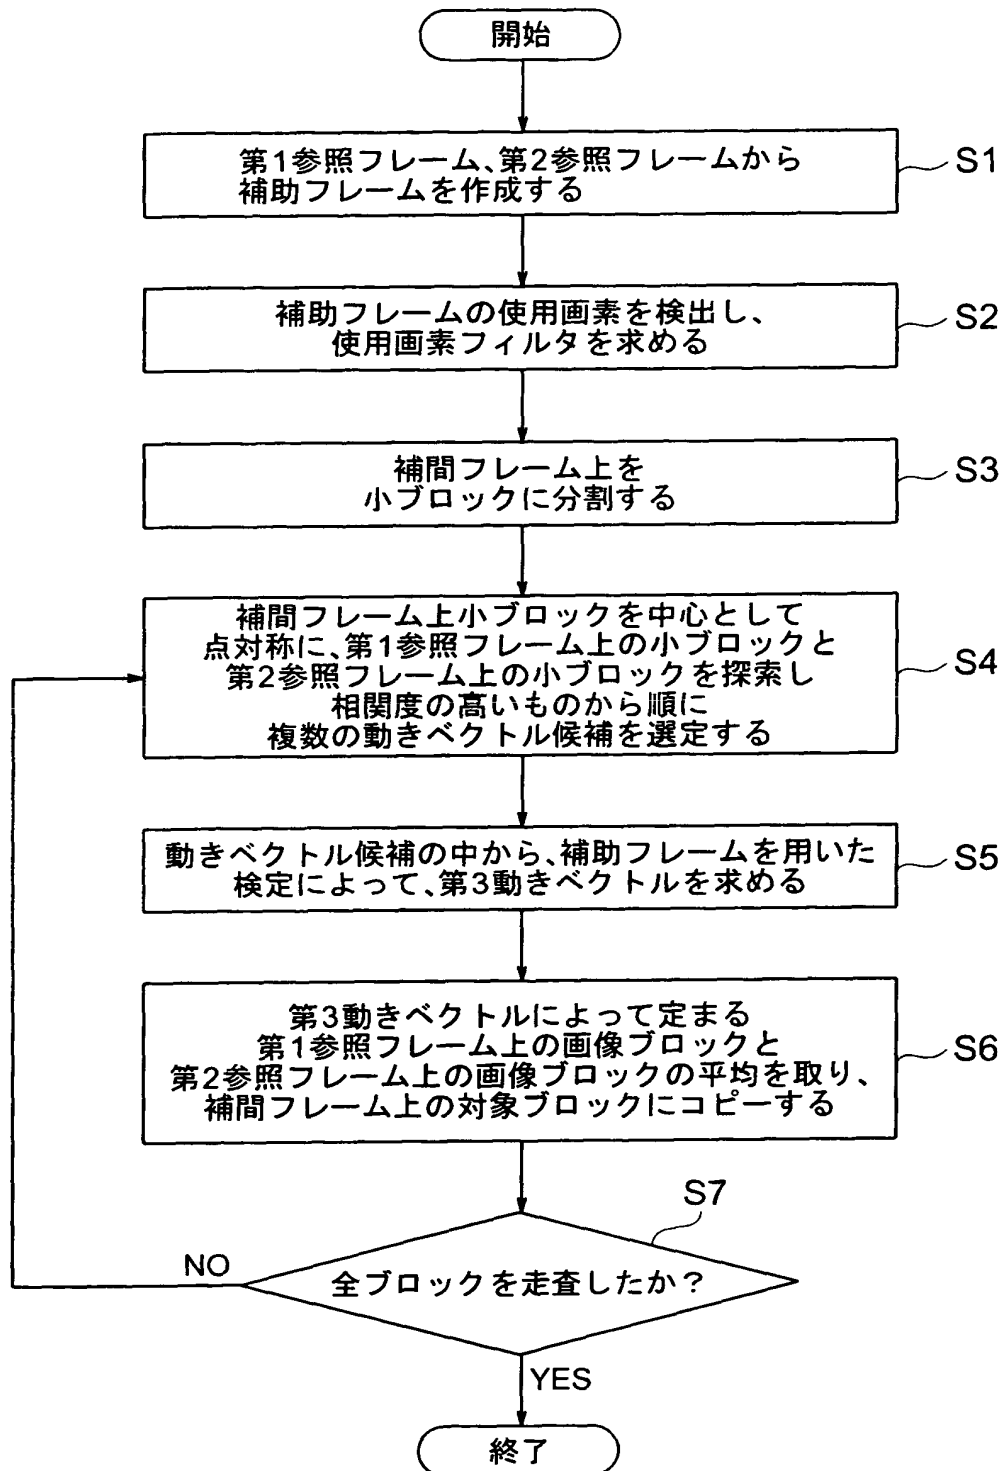 開始
第1参照フレーム、第2参照フレームから
補助フレームを作成する
S1
補助フレームの使用画素を検出し、
使用画素フィルタを求める
S2
補間フレーム上を
小ブロックに分割する
S3
補間フレーム上小ブロックを中心として
点対称に、第1参照フレーム上の小ブロックと
第2参照フレーム上の小ブロックを探索し
相関度の高いものから順に
複数の動きベクトル候補を選定する
S4
動きベクトル候補の中から、補助フレームを用いた
検定によって、第3動きベクトルを求める
S5
第3動きベクトルによって定まる
第1参照フレーム上の画像ブロックと
第2参照フレーム上の画像ブロックの平均を取り、
補間フレーム上の対象ブロックにコピーする
S6
S7
NO
全ブロックを走査したか？
YES
終了